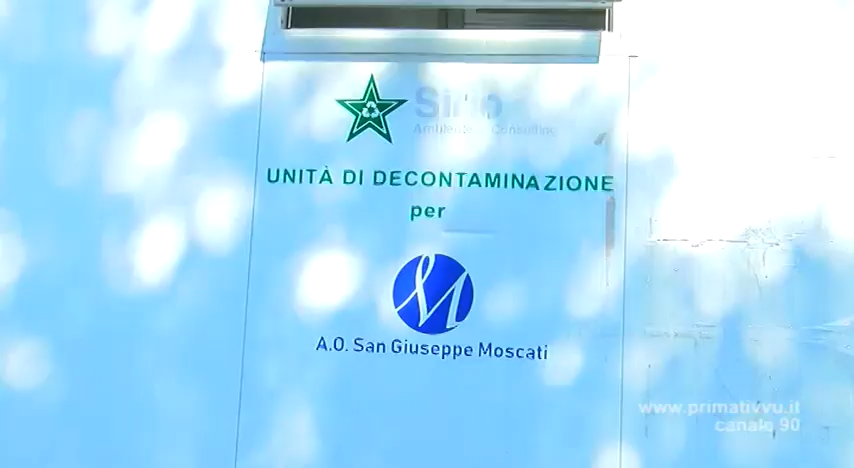 UNITÀ DI DECONTAMINAZIONE
per
M
A.O. San Giuseppe Moscati
www.primativvu.it
canale 90